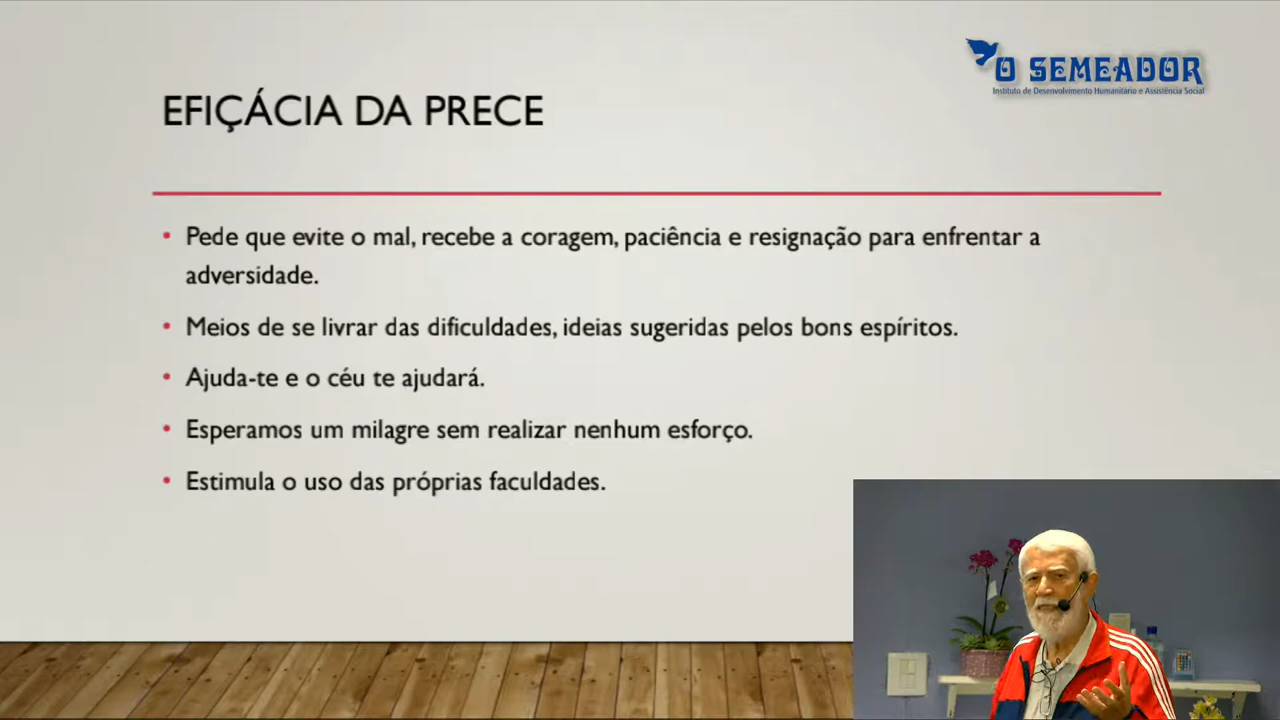 O SEMEADOR
Instituto de Desenvolvimento Humanitário e Assistência Social
EFIÇÁCIA DA PRECE
• Pede que evite o mal, recebe a coragem, paciência e resignação para enfrentar a
adversidade.
• Meios de se livrar das dificuldades, ideias sugeridas pelos bons espíritos.
• Ajuda-te e o céu te ajudará.
• Esperamos um milagre sem realizar nenhum esforço.
• Estimula o uso das próprias faculdades.